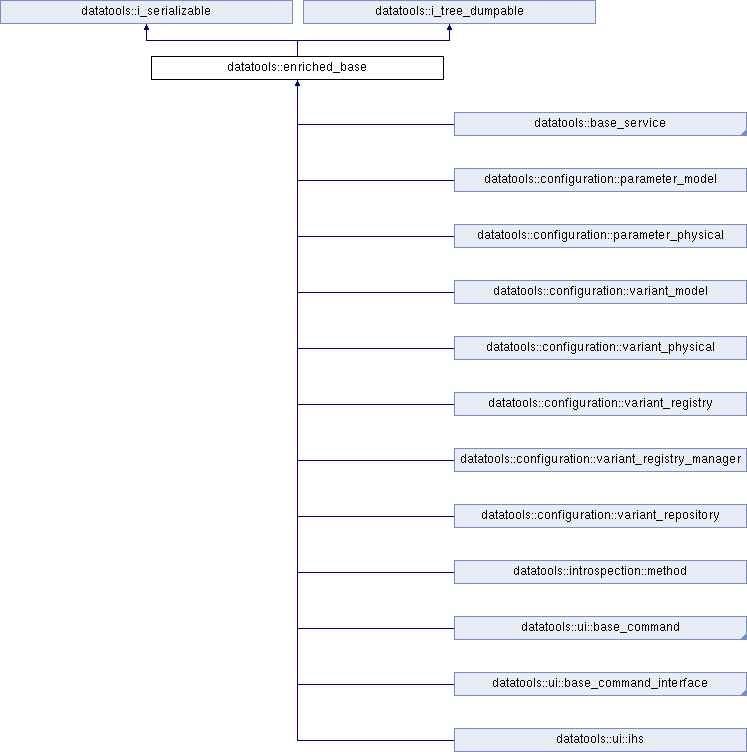 datatools::i_serializable
datatools::i_tree_dumpable
datatools::enriched_base
datatools::base_service
datatools::configuration::parameter_model
datatools::configuration::parameter_physical
datatools::configuration::variant_model
datatools::configuration::variant_physical
datatools::configuration::variant_registry
datatools::configuration::variant_registry_manager
datatools::configuration::variant_repository
datatools::introspection::method
datatools::ui::base_command
datatools::ui::base_command_interface
datatools::ui::ihs